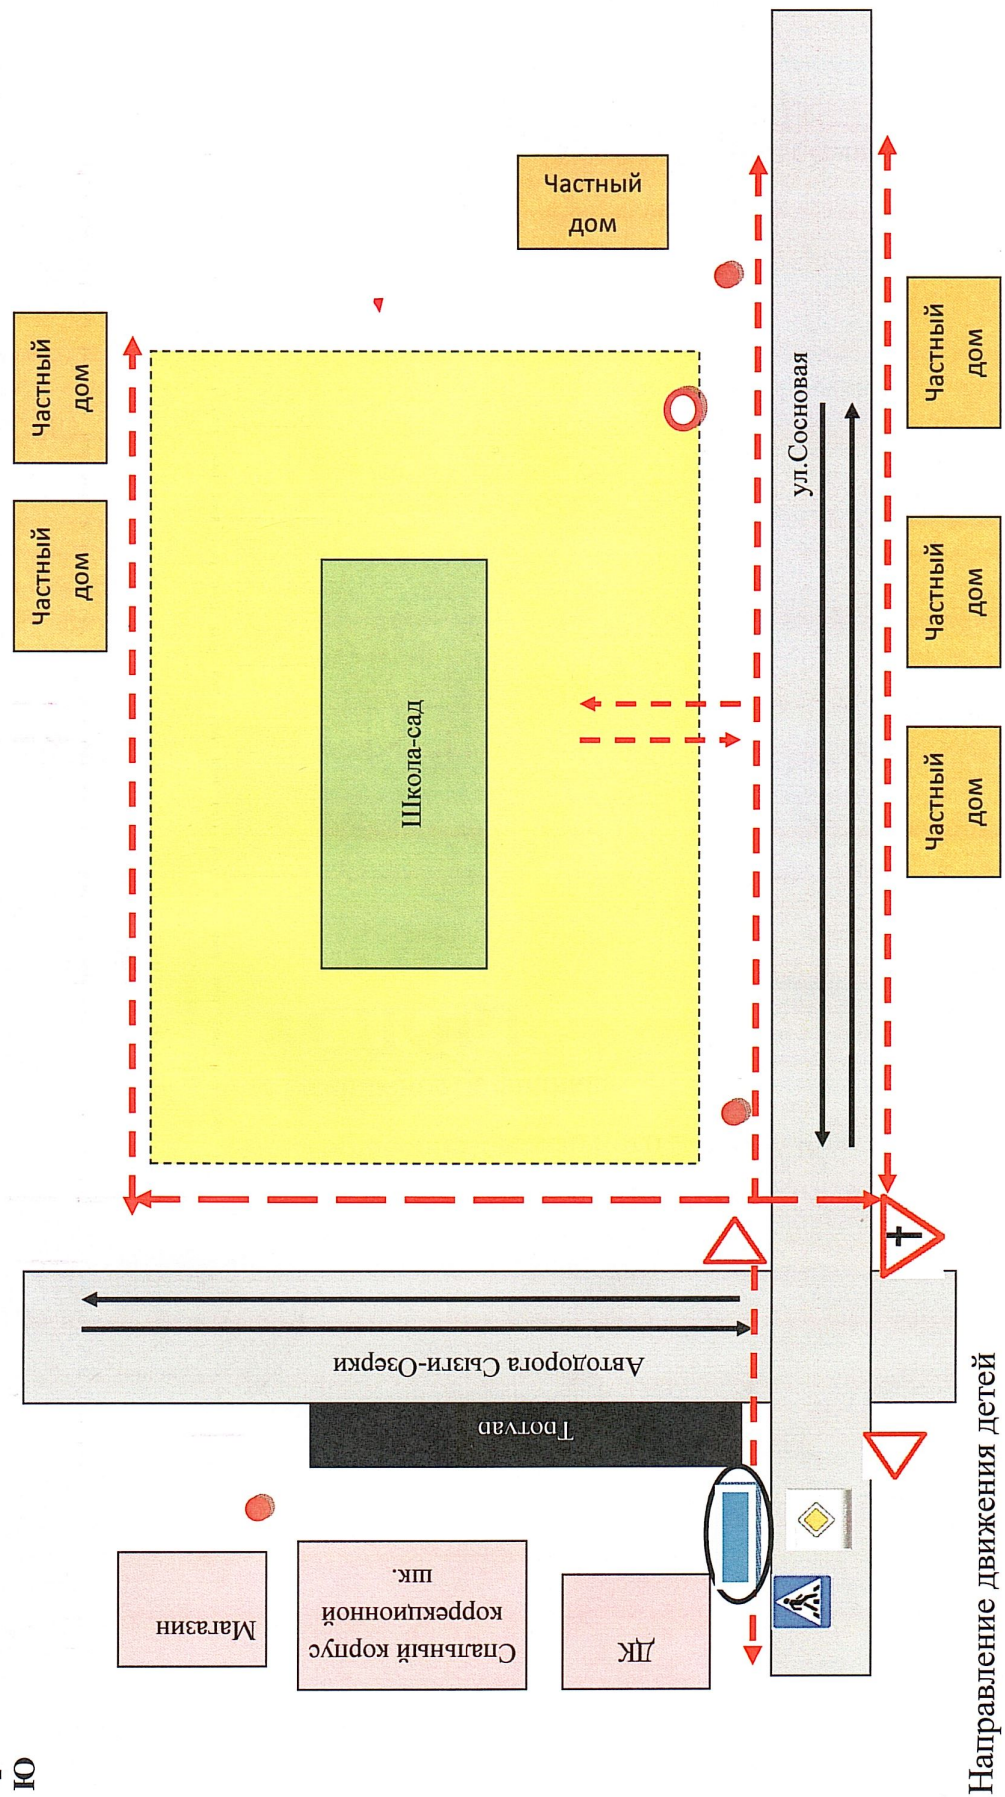 Ю
Частный
дом
Частный
дом
Частный
дом
Школа-сад
ул.Сосновая
Частный
дом
Частный
дом
Частный
дом
Автодорога Сызги-Озерки
Тротуар
Магазин
Спальный корпус
коррекционной
шк.
ДК
Направление движения детей